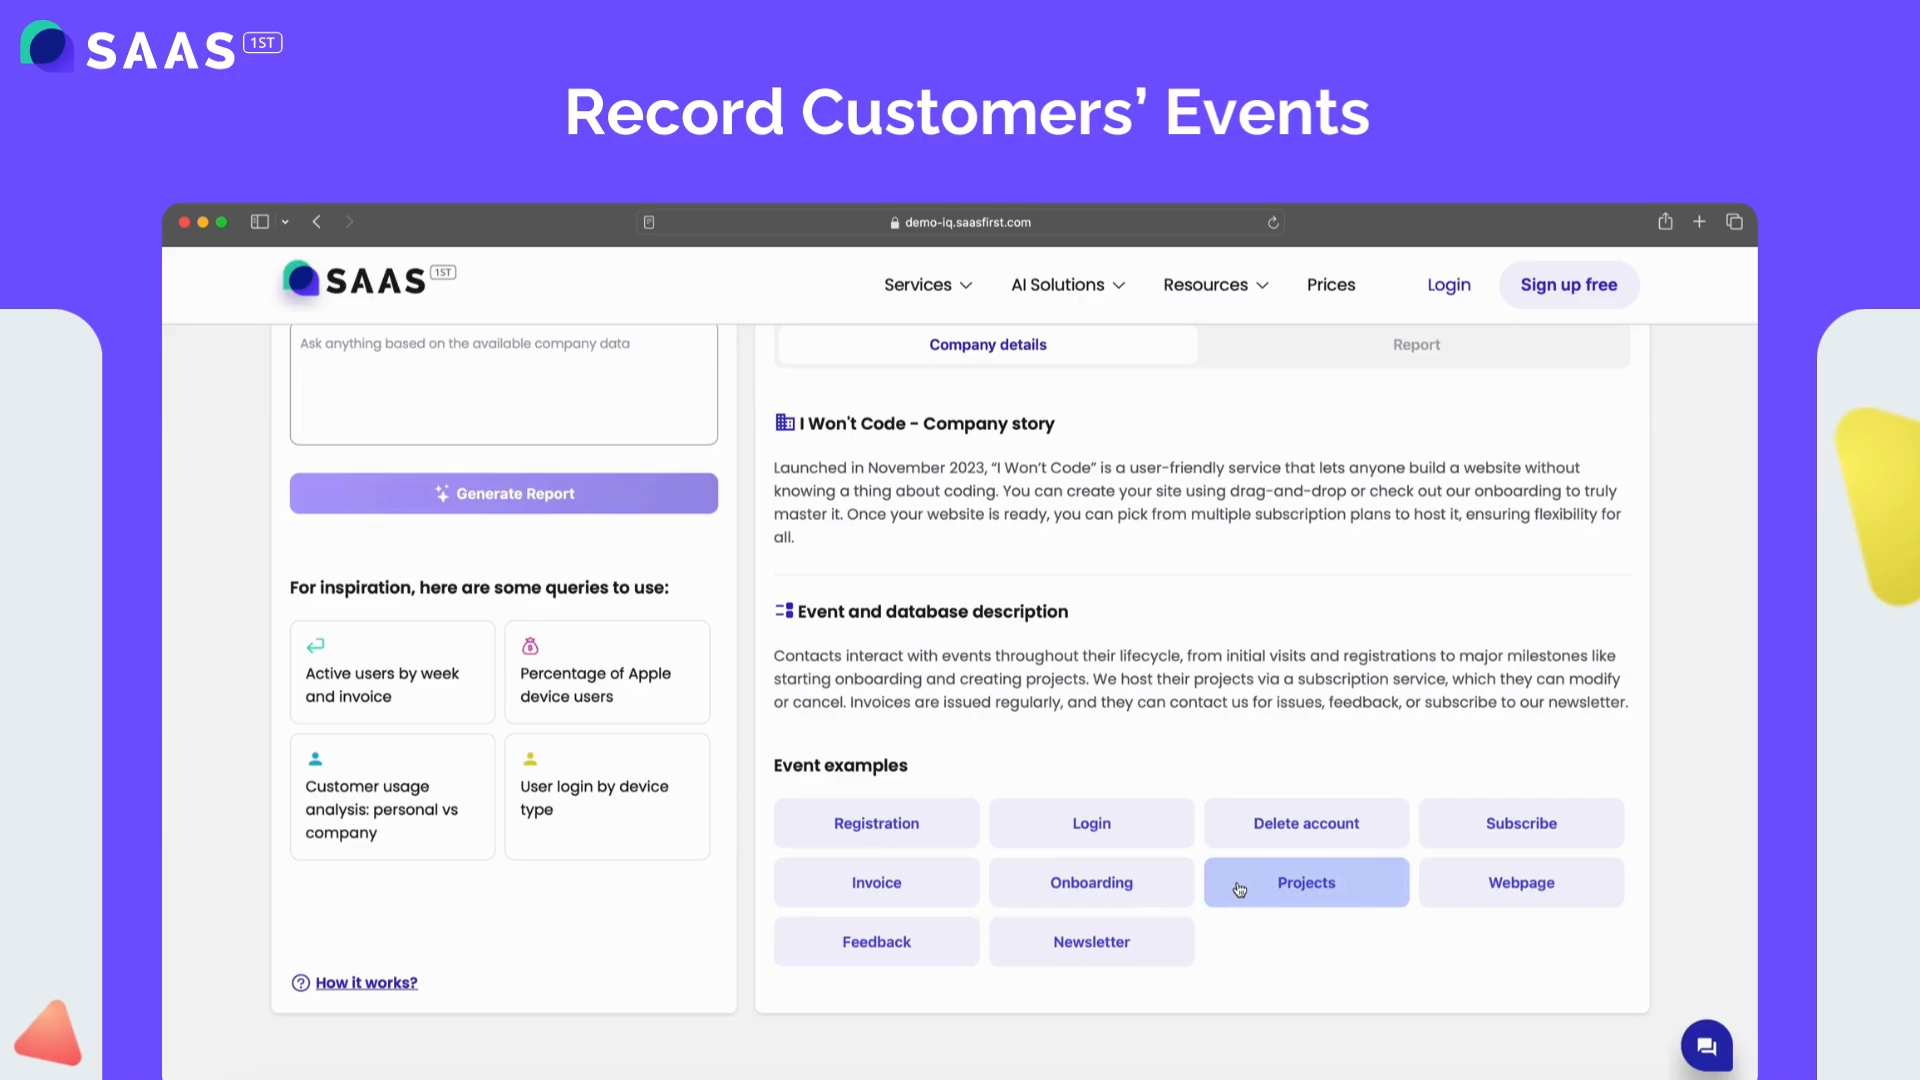 SAAS 1ST
Record Customers’ Events
demo-iq.saasfirst.com
SAAS 1ST
Services
AI Solutions
Resources
Prices
Login
Sign up free
Ask anything based on the available company data
Generate Report
For inspiration, here are some queries to use:
Active users by week
and invoice
Percentage of Apple
device users
Customer usage
analysis: personal vs
company
User login by device
type
How it works?
Company details
Report
I Won't Code - Company story
Launched in November 2023, “I Won’t Code” is a user-friendly service that lets anyone build a website without
knowing a thing about coding. You can create your site using drag-and-drop or check out our onboarding to truly
master it. Once your website is ready, you can pick from multiple subscription plans to host it, ensuring flexibility for
all.
Event and database description
Contacts interact with events throughout their lifecycle, from initial visits and registrations to major milestones like
starting onboarding and creating projects. We host their projects via a subscription service, which they can modify
or cancel. Invoices are issued regularly, and they can contact us for issues, feedback, or subscribe to our newsletter.
Event examples
Registration
Login
Delete account
Subscribe
Invoice
Onboarding
Projects
Webpage
Feedback
Newsletter